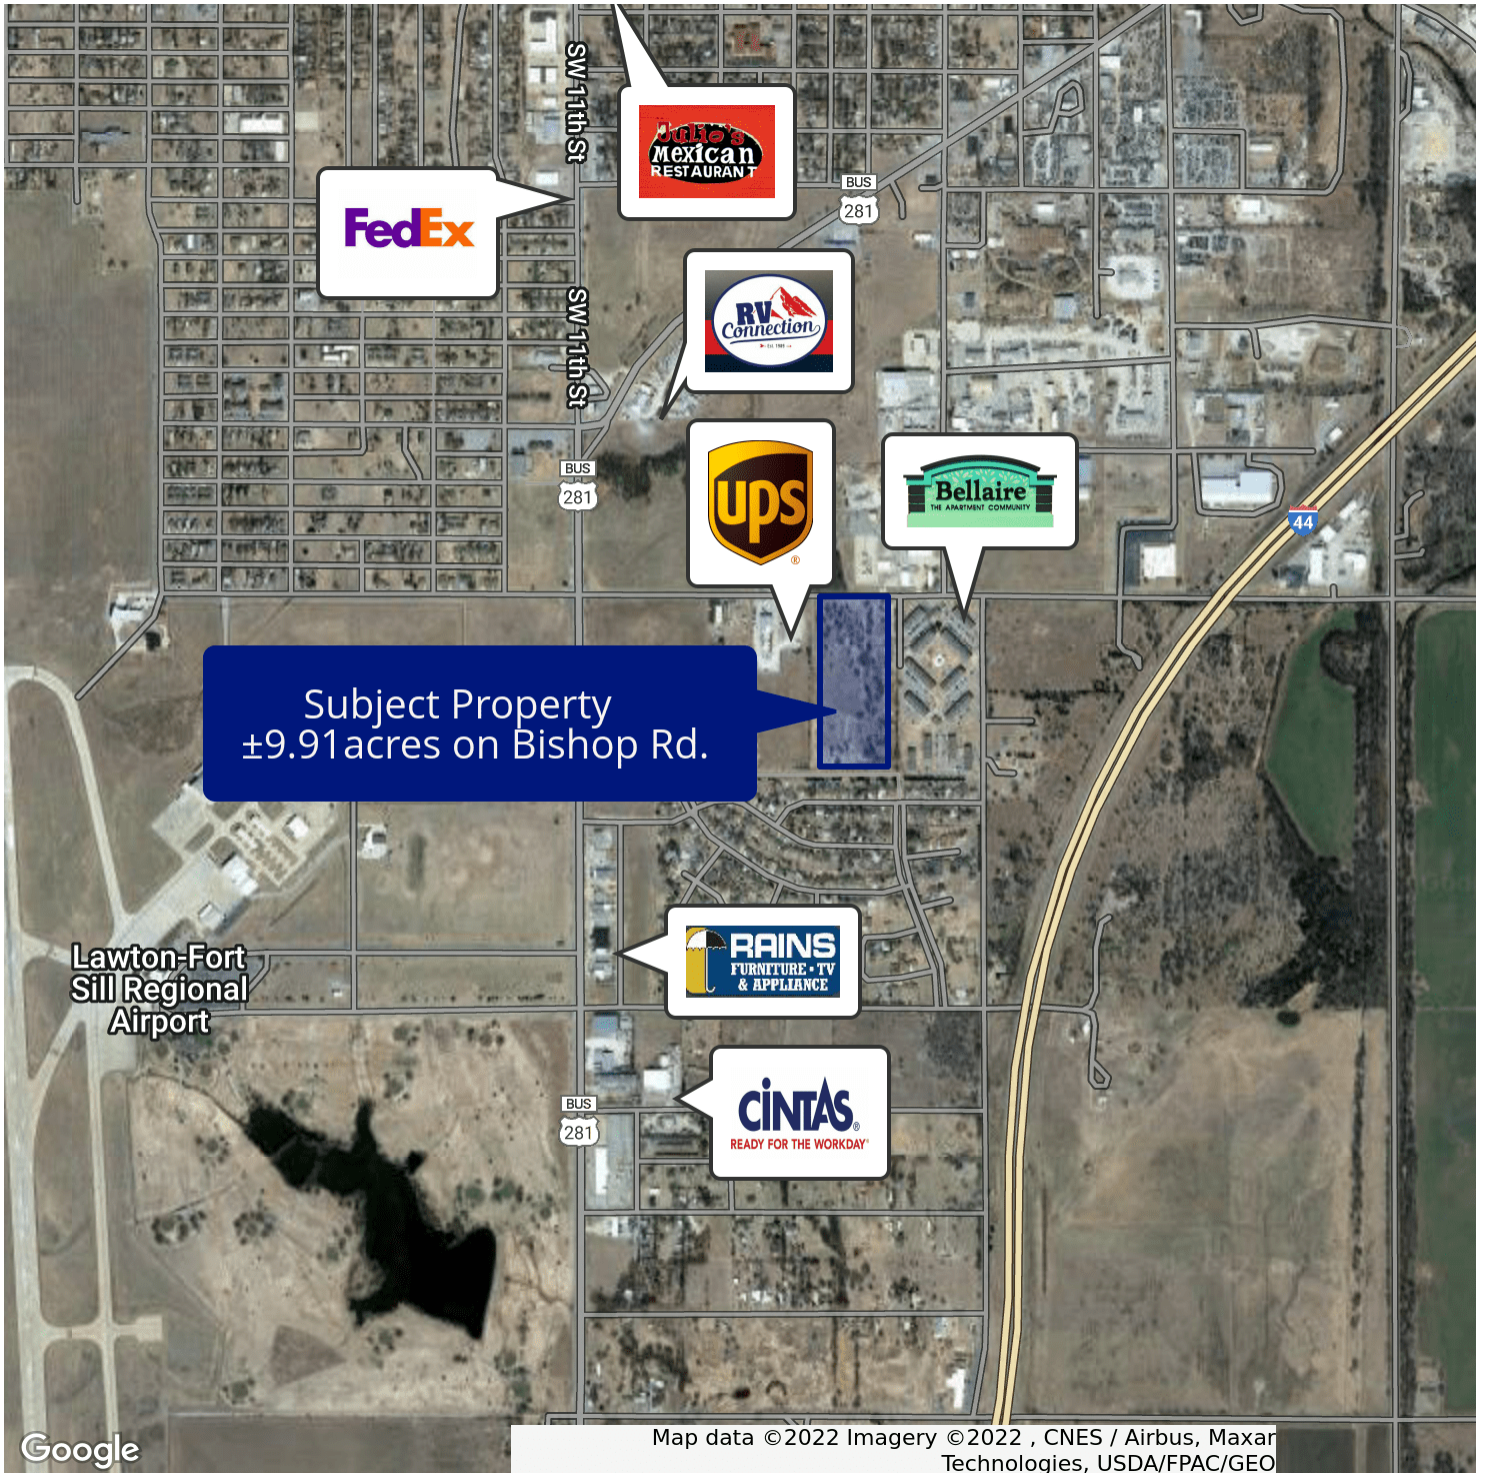 SW 11th St
Julio's
Mexican
RESTAURANT
BUS
281
FedEx
RV
Connection
SW 11th St
ups
®
Bellaire
THE APARTMENT COMMUNITY
BUS
281
44
Subject Property
±9.91acres on Bishop Rd.
RAINS
FURNITURE • TV
& APPLIANCE
Lawton-Fort
Sill Regional
Airport
CINTAS®
READY FOR THE WORKDAY®
BUS
281
Google
Map data ©2022 Imagery ©2022 , CNES / Airbus, Maxar
Technologies, USDA/FPAC/GEO